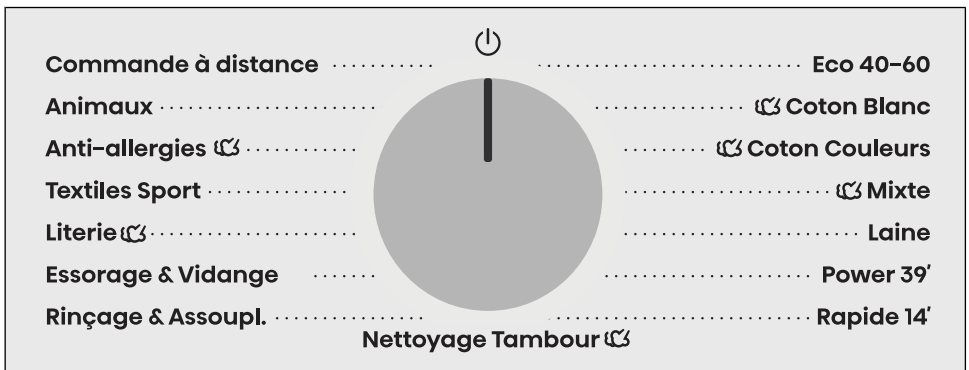 Commande à distance
Animaux
Anti-allergies
Textiles Sport
Literie
Essorage & Vidange
Rinçage & Assoupl.
Nettoyage Tambour
Eco 40-60
Coton Blanc
Coton Couleurs
Mixte
Laine
Power 39'
Rapide 14'